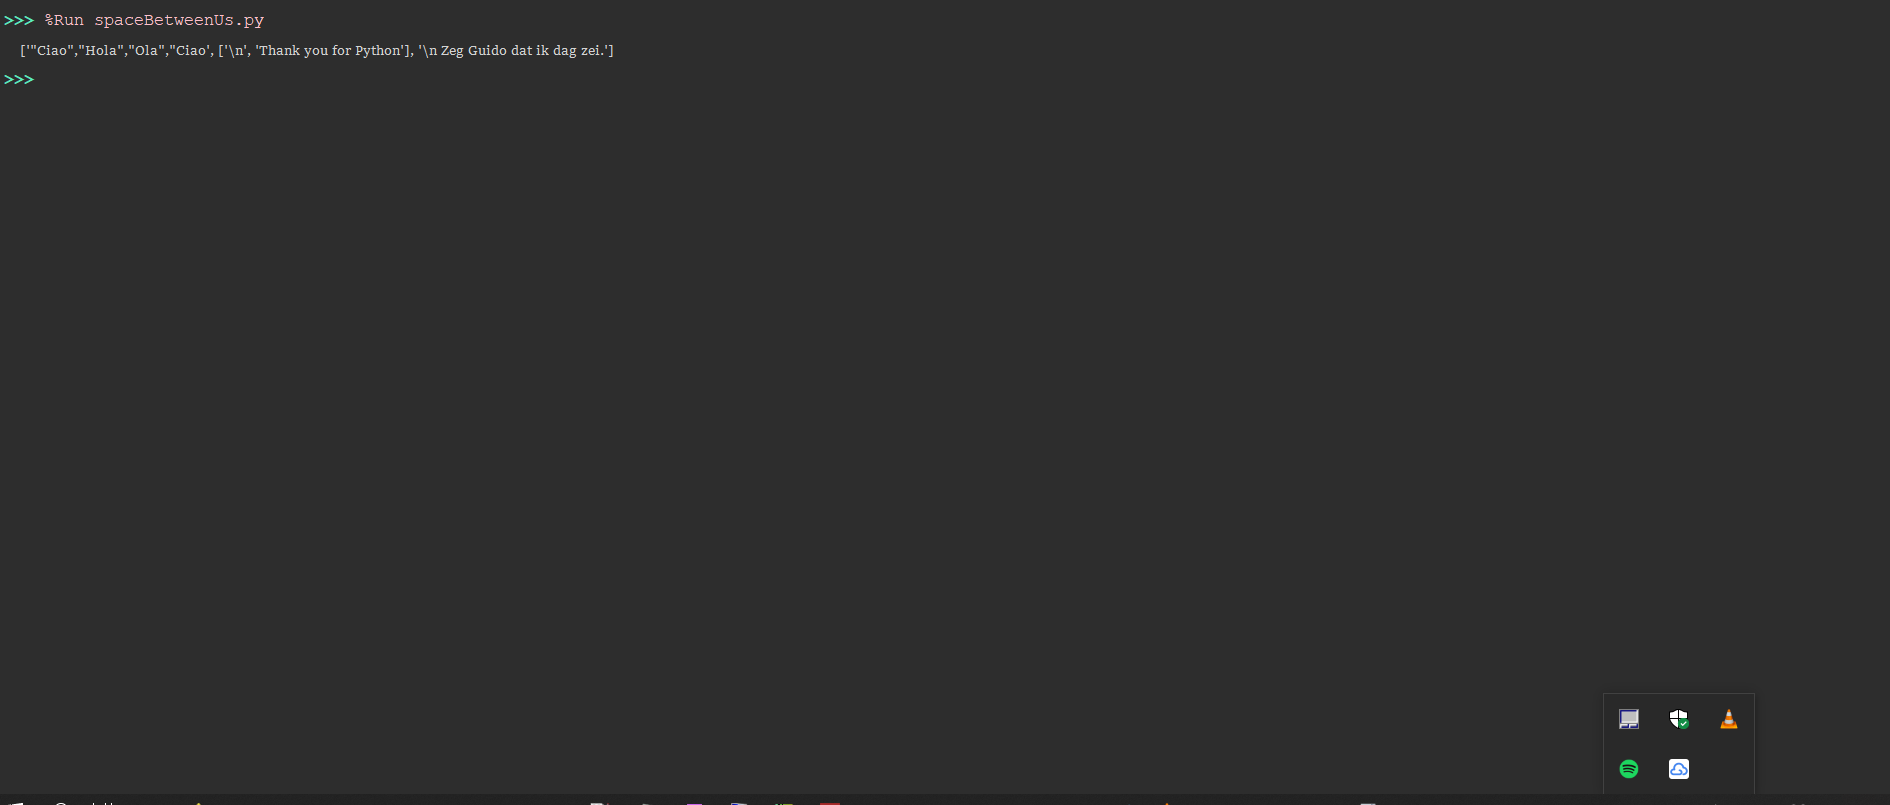 >>> %Run spaceBetweenUs.py
['"Ciao","Hola","Ola","Ciao', ['\n', 'Thank you for Python'], '\n Zeg Guido dat ik dag zei.']
>>>